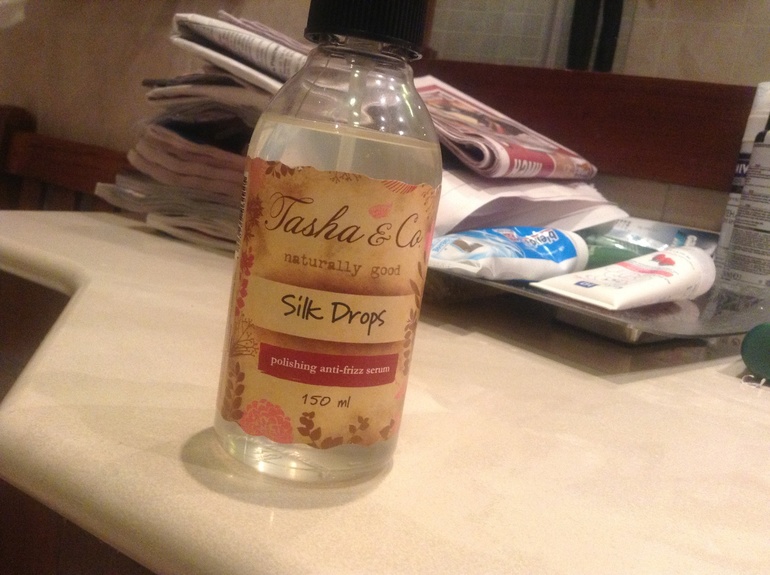 Tasha & Co
naturally good
Silk Drops
polishing anti-frizz serum
150 ml